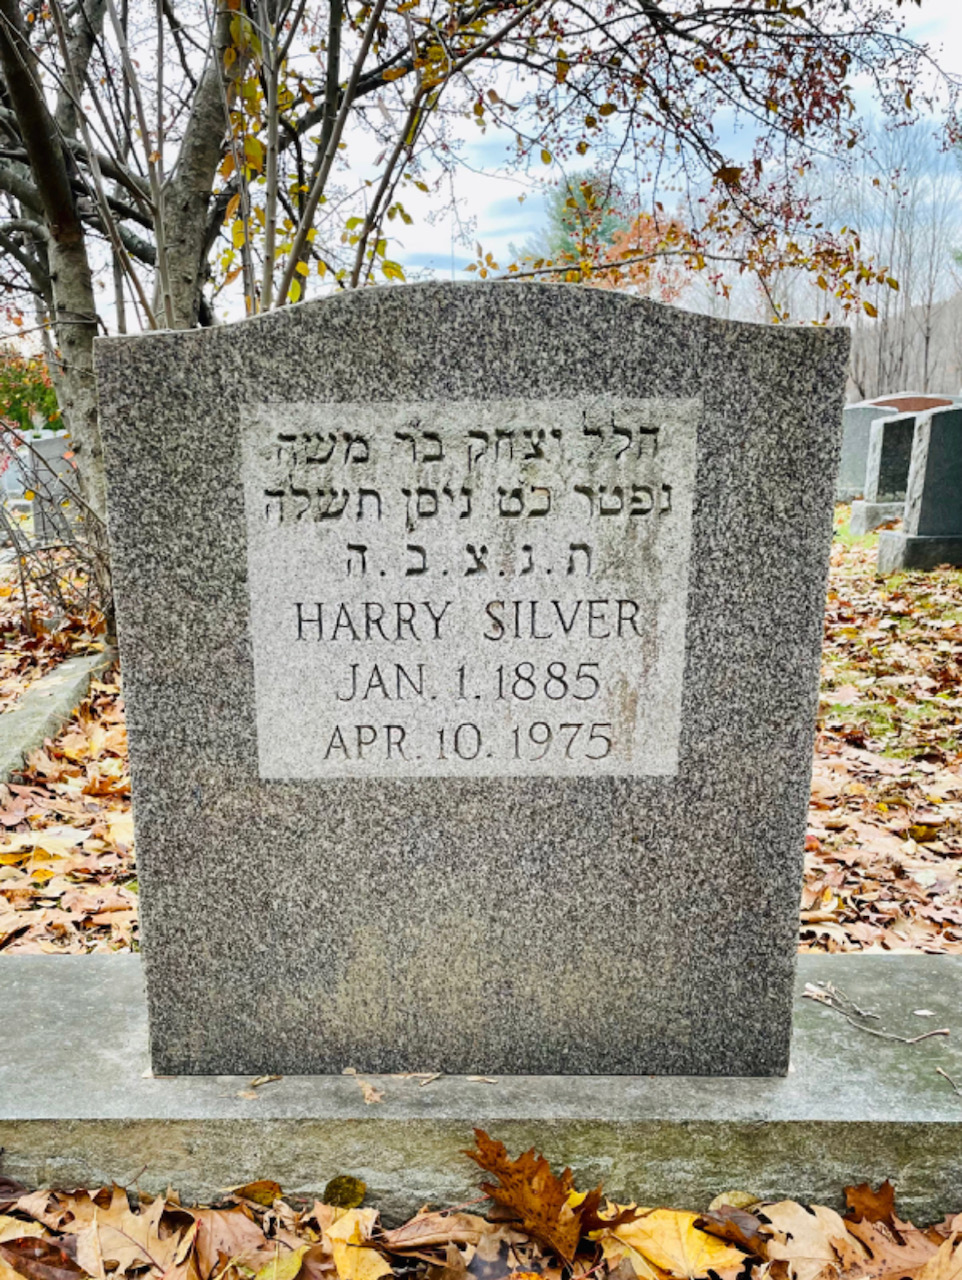 הלל יצחק בר משה
נפטר כט ניסן תשלה
ת.נ.צ.ב.ה
HARRY SILVER
JAN. 1. 1885
APR. 10. 1975